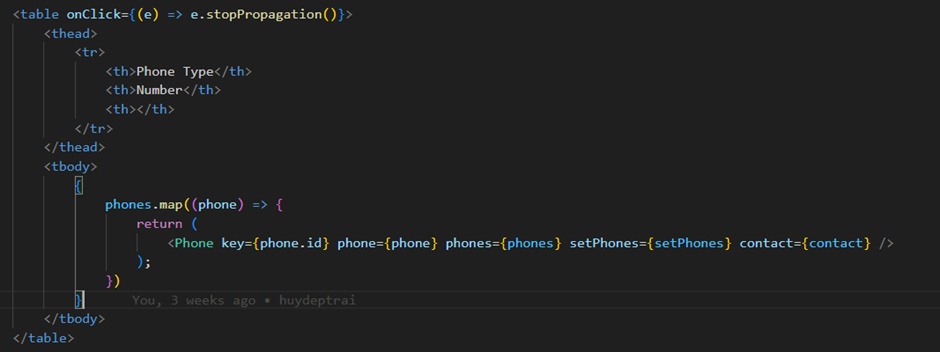 <table onClick={(e) => e.stopPropagation()}>
<thead>
<tr>
<th>Phone Type</th>
<th>Number</th>
<th></th>
</tr>
</thead>
<tbody>
{
phones.map((phone) => {
return (
<Phone key={phone.id} phone={phone} phones={phones} setPhones={setPhones} contact={contact} />
);
})
} You, 3 weeks ago • huydeptrai
</tbody>
</table>